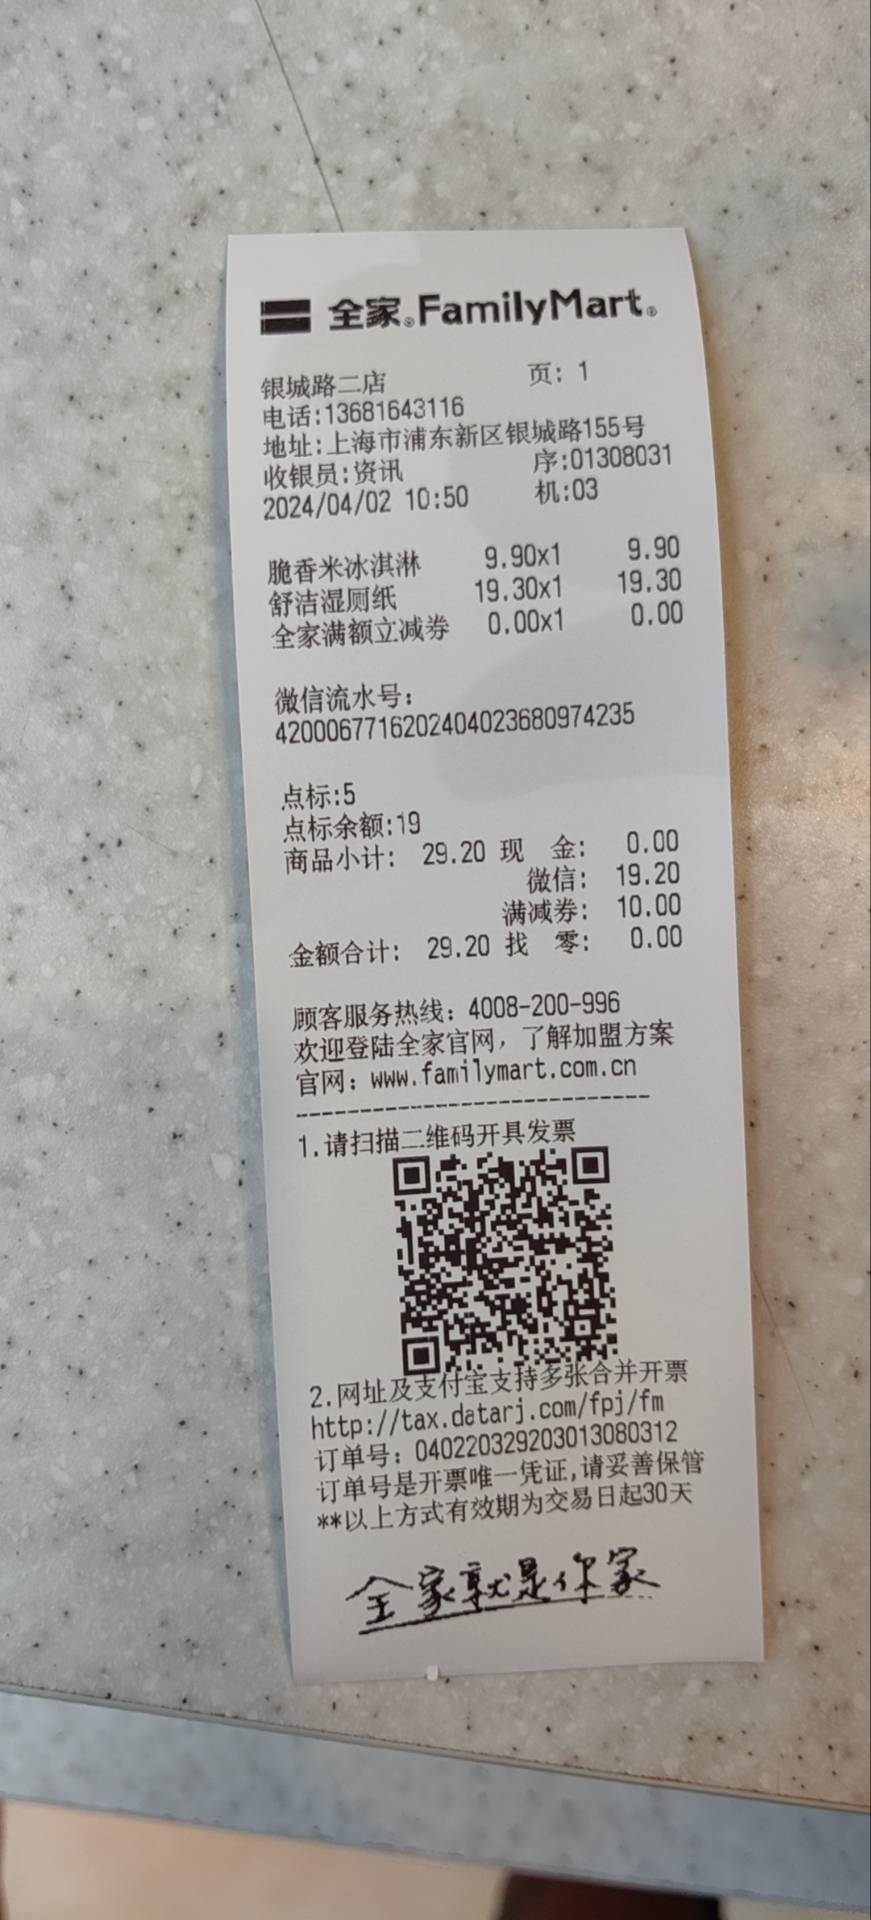 全家®FamilyMart®
银城路二店 页: 1
电话:13681643116
地址:上海市浦东新区银城路155号
收银员:资讯 序:01308031
2024/04/02 10:50 机:03
脆香米冰淇淋 9.90x1 9.90
舒洁湿厕纸 19.30x1 19.30
全家满额立减券 0.00x1 0.00
微信流水号:
4200067716202404023680974235
点标:5
点标余额:19
商品小计: 29.20 现 金: 0.00
微信: 19.20
满减券: 10.00
金额合计: 29.20 找 零: 0.00
顾客服务热线: 4008-200-996
欢迎登陆全家官网, 了解加盟方案
官网: www.familymart.com.cn
1.请扫描二维码开具发票
2.网址及支付宝支持多张合并开票
http://tax.datarj.com/fpj/fm
订单号: 040220329203013080312
订单号是开票唯一凭证,请妥善保管
**以上方式有效期为交易日起30天
全家就是你家